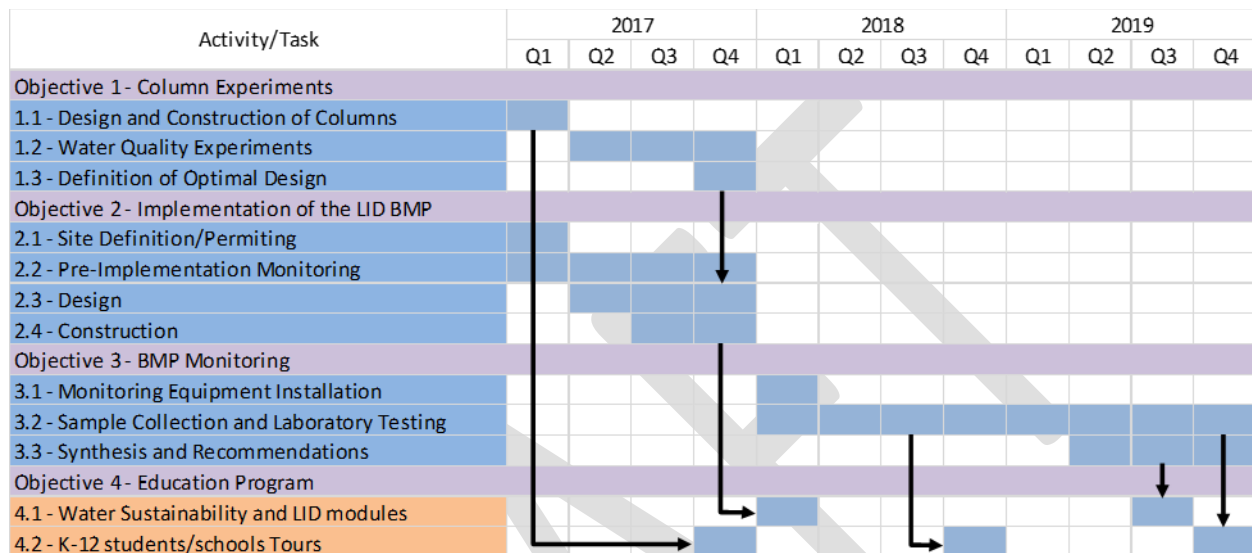 Activity/Task 2017 2018 2019
Q1 Q2 Q3 Q4 Q1 Q2 Q3 Q4 Q1 Q2 Q3 Q4
Objective 1 - Column Experiments
1.1 - Design and Construction of Columns
1.2 - Water Quality Experiments
1.3 - Definition of Optimal Design
Objective 2 - Implementation of the LID BMP
2.1 - Site Definition/Permiting
2.2 - Pre-Implementation Monitoring
2.3 - Design
2.4 - Construction
Objective 3 - BMP Monitoring
3.1 - Monitoring Equipment Installation
3.2 - Sample Collection and Laboratory Testing
3.3 - Synthesis and Recommendations
Objective 4 - Education Program
4.1 - Water Sustainability and LID modules
4.2 - K-12 students/schools Tours